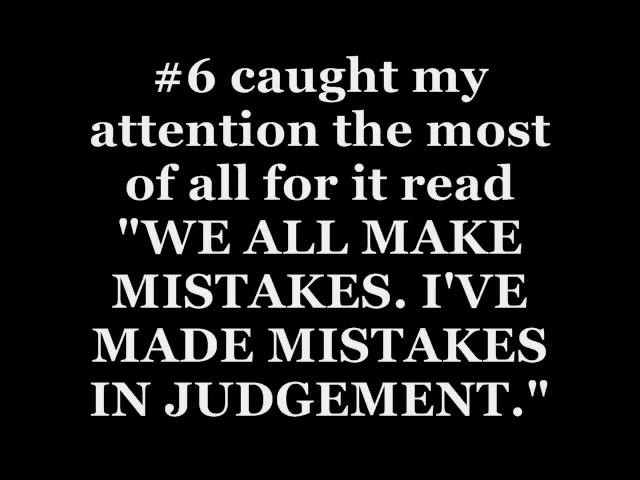 #6 caught my
attention the most
of all for it read
"WE ALL MAKE
MISTAKES. I'VE
MADE MISTAKES
IN JUDGEMENT."